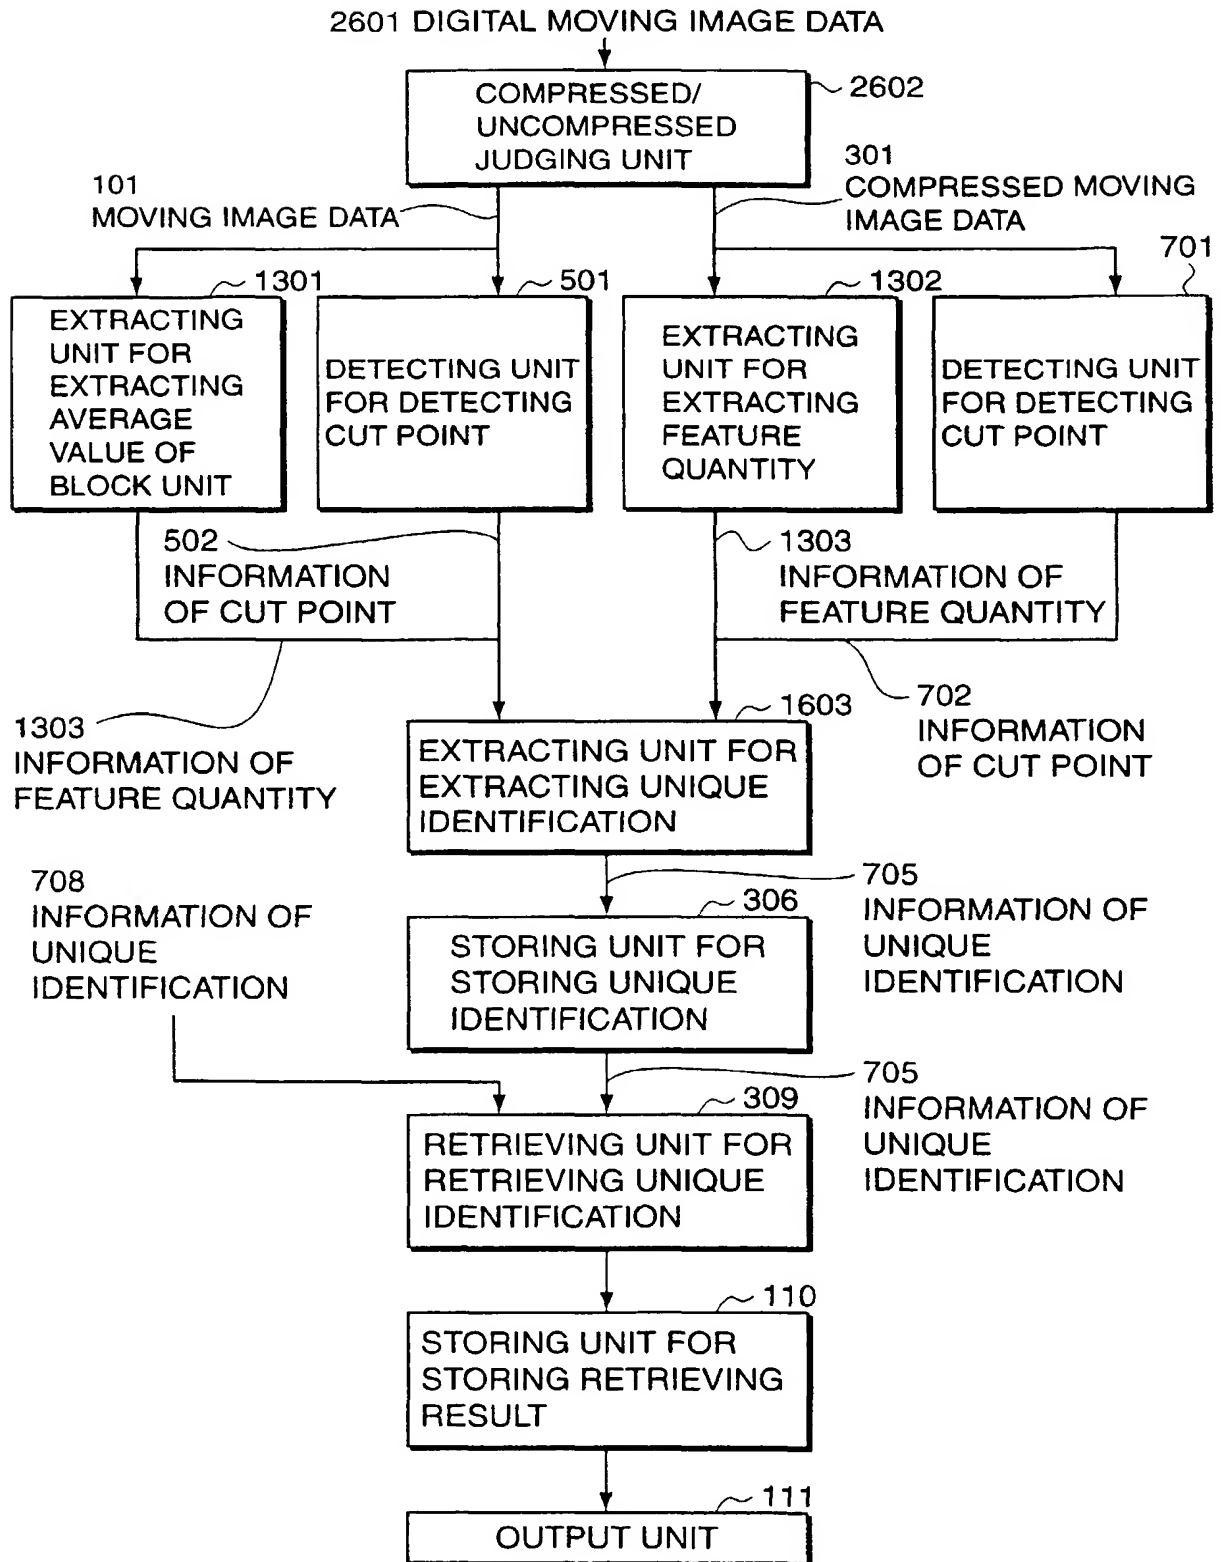 2601 DIGITAL MOVING IMAGE DATA
COMPRESSED/
UNCOMPRESSED
JUDGING UNIT
2602
101
MOVING IMAGE DATA
301
COMPRESSED MOVING
IMAGE DATA
1301
EXTRACTING
UNIT FOR
EXTRACTING
AVERAGE
VALUE OF
BLOCK UNIT
501
DETECTING UNIT
FOR DETECTING
CUT POINT
1302
EXTRACTING
UNIT FOR
EXTRACTING
FEATURE
QUANTITY
701
DETECTING UNIT
FOR DETECTING
CUT POINT
502
INFORMATION
OF CUT POINT
1303
INFORMATION OF
FEATURE QUANTITY
1303
INFORMATION OF
FEATURE QUANTITY
702
INFORMATION
OF CUT POINT
1603
EXTRACTING UNIT FOR
EXTRACTING UNIQUE
IDENTIFICATION
705
INFORMATION OF
UNIQUE
IDENTIFICATION
708
INFORMATION OF
UNIQUE
IDENTIFICATION
306
STORING UNIT FOR
STORING UNIQUE
IDENTIFICATION
705
INFORMATION OF
UNIQUE
IDENTIFICATION
309
RETRIEVING UNIT FOR
RETRIEVING UNIQUE
IDENTIFICATION
110
STORING UNIT FOR
STORING RETRIEVING
RESULT
111
OUTPUT UNIT